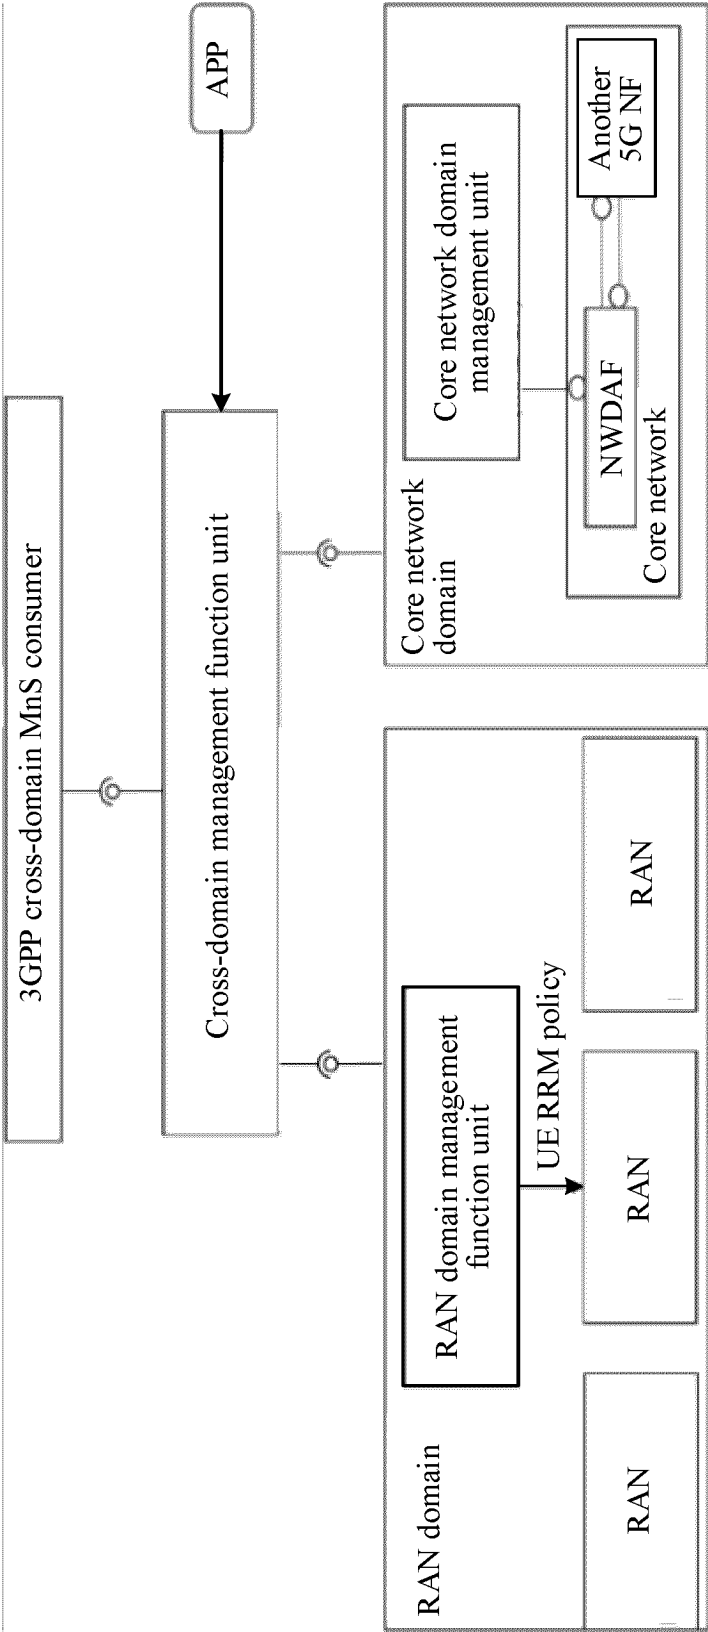 3GPP cross-domain MnS consumer
APP
Cross-domain management function unit
RAN domain
RAN domain management
function unit
UE RRM policy
RAN
RAN
RAN
Core network
domain
Core network domain
management unit
NWDAF
Another
5G NF
Core network